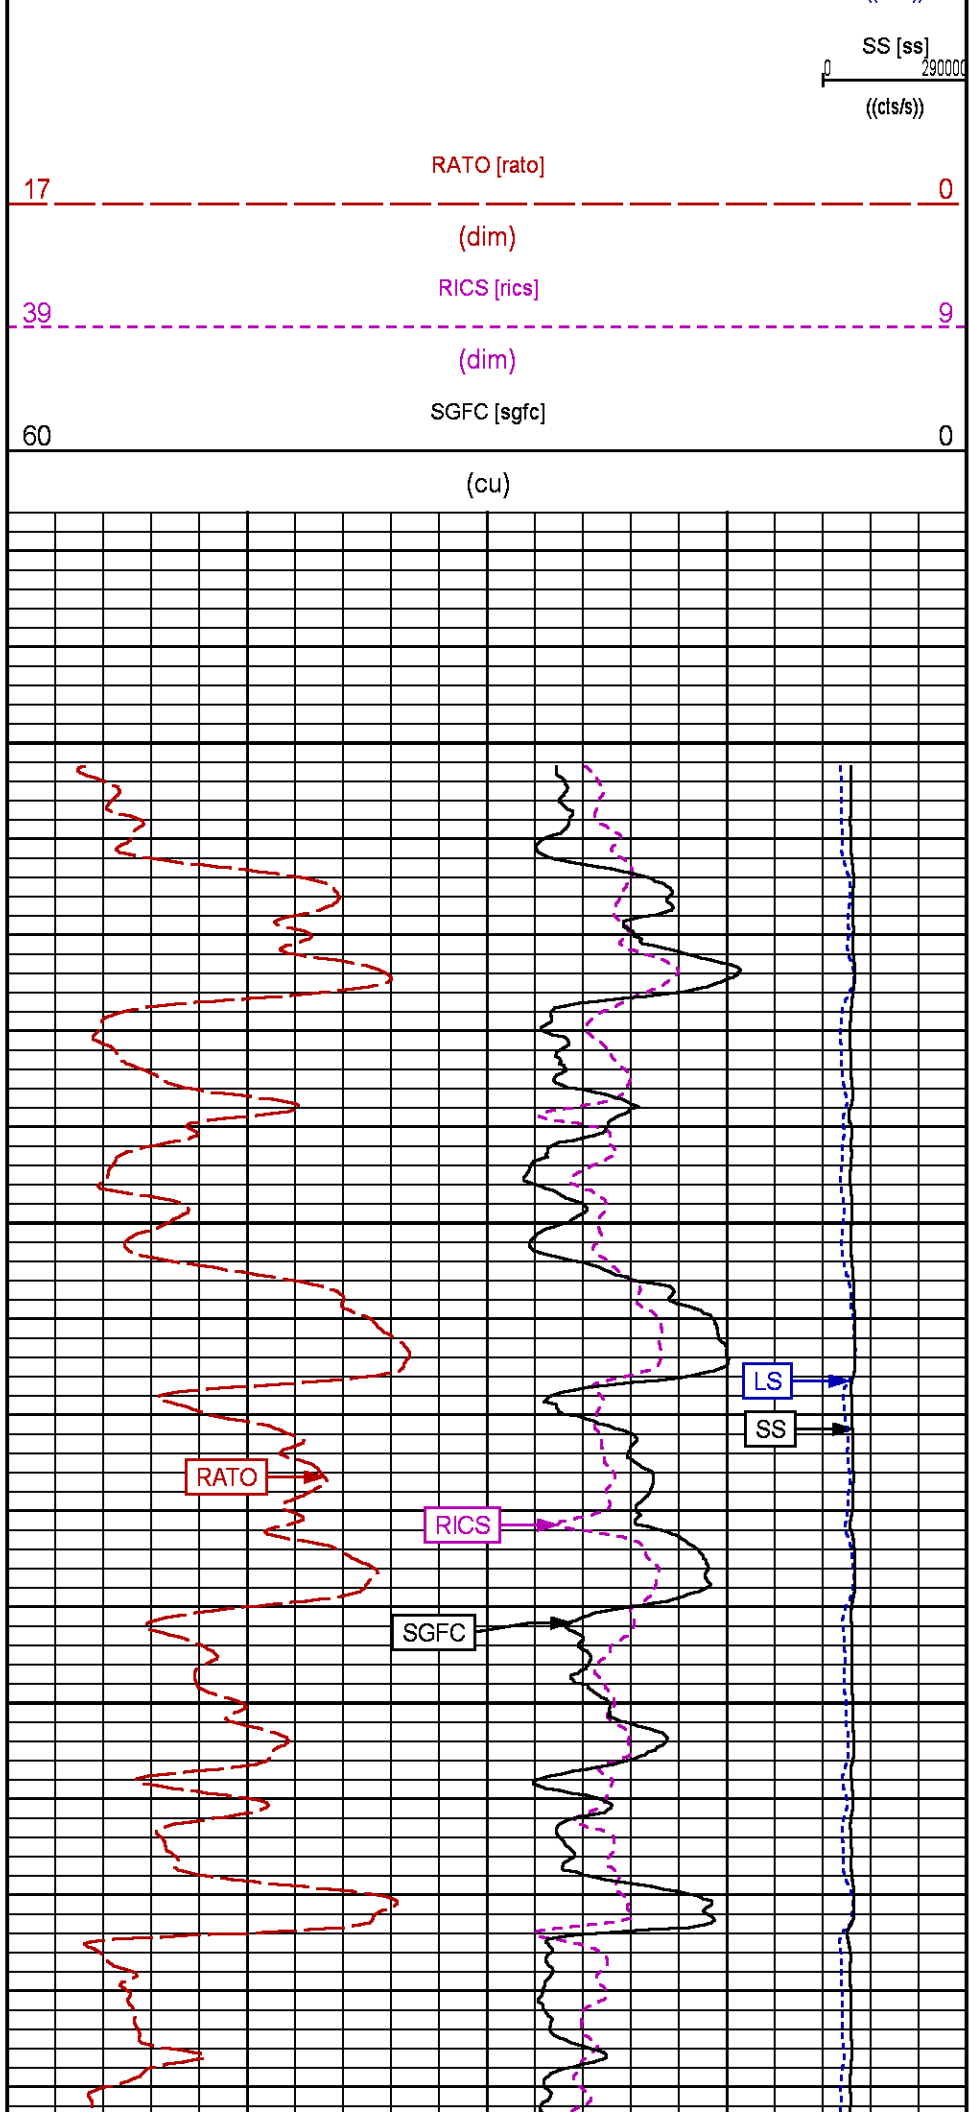 SS [ss]
0 290000
((cts/s))
RATO [rato]
17 0
(dim)
RICS [rics]
39 9
(dim)
SGFC [sgfc]
60 0
(cu)
LS
SS
RATO
RICS
SGFC